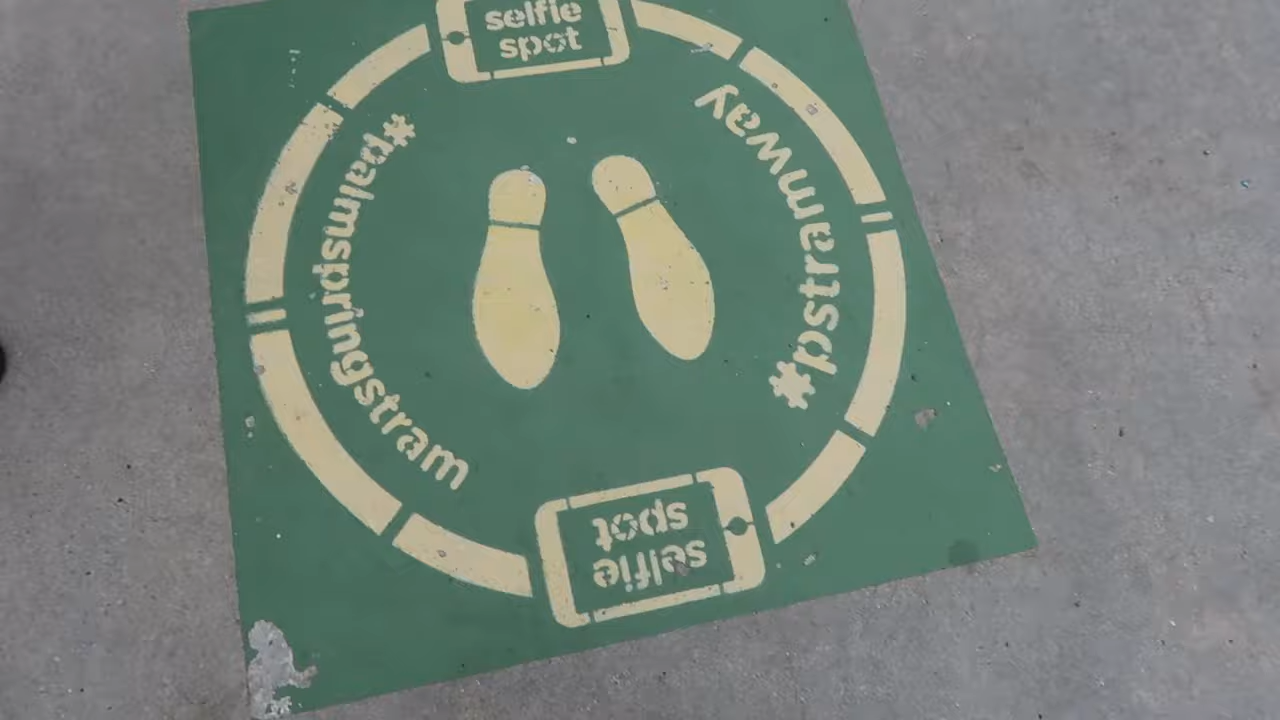 selfie
spot
#palmspringstram
#pstramway
selfie
spot